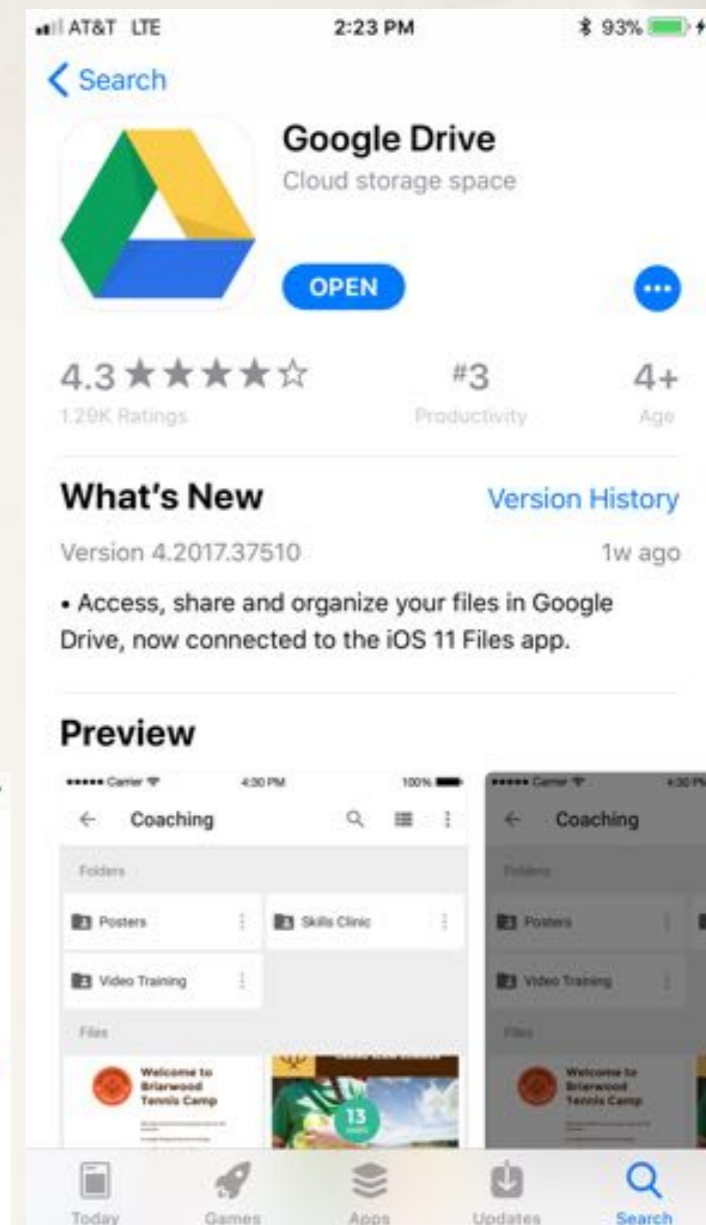 AT&T LTE 2:23 PM 93%
Search
Google Drive
Cloud storage space
OPEN
4.3 #3 4+
1.29K Ratings Productivity Age
What's New Version History
Version 4.2017.37510 1w ago
• Access, share and organize your files in Google
Drive, now connected to the iOS 11 Files app.
Preview
Carrier 4:30 PM 100% Carrier 4:30 PM
Coaching Coaching
Folders Folders
Posters Skills Clinic Posters
Video Training Video Training
Files Files
Welcome to Welcome to
Briarwood Briarwood
Tennis Camp Tennis Camp
13
Today Games Apps Updates Search